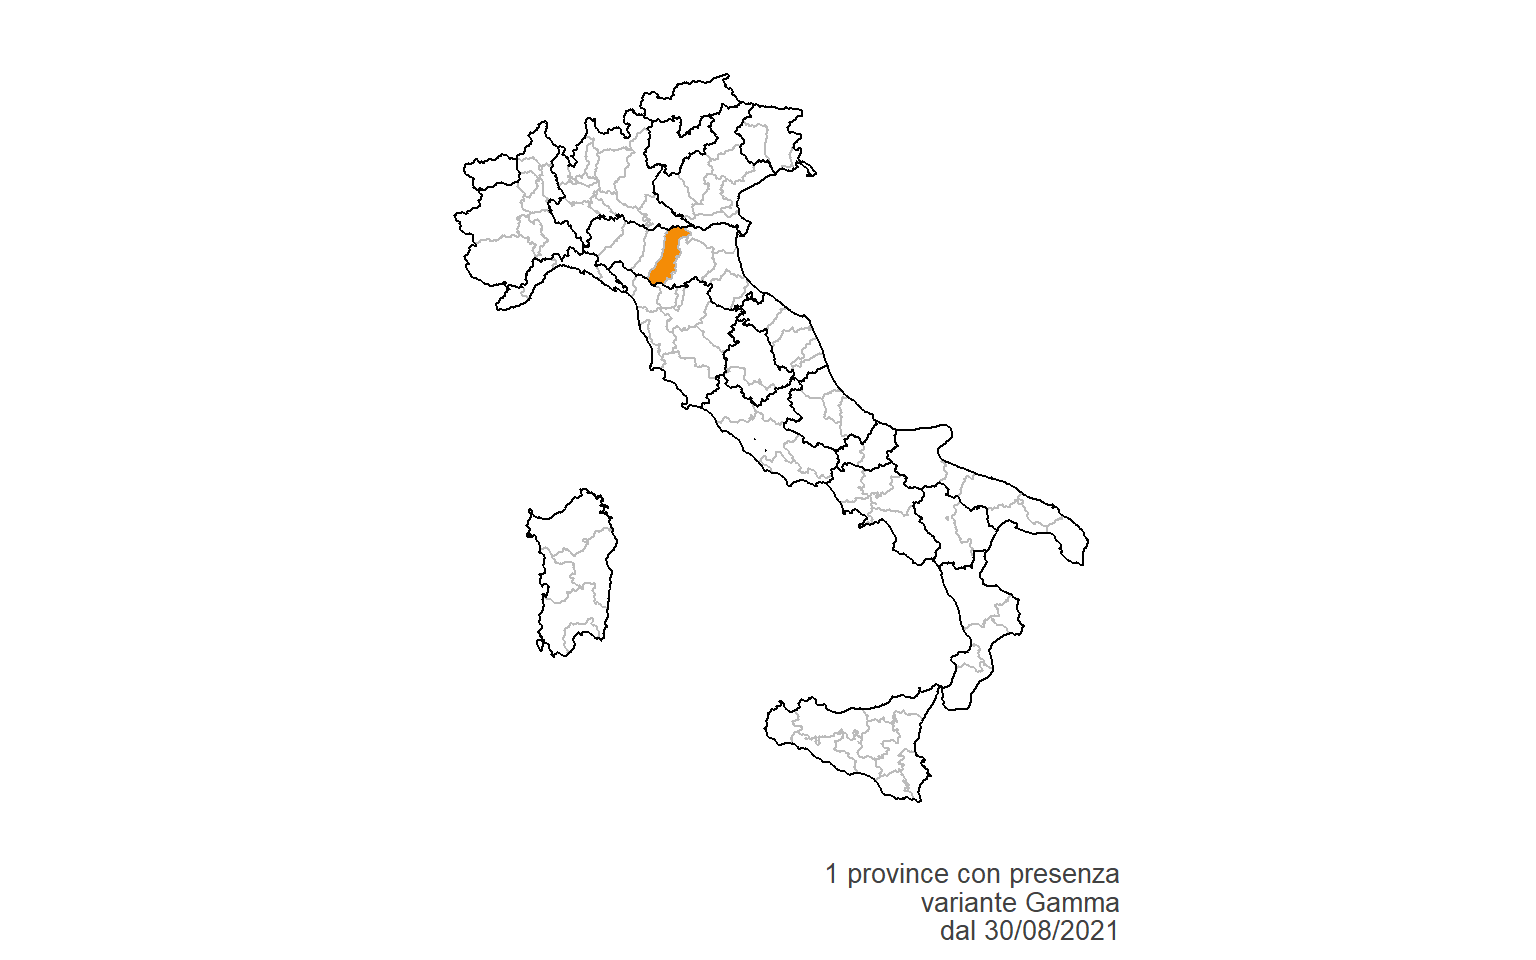 1 province con presenza
variante Gamma
dal 30/08/2021